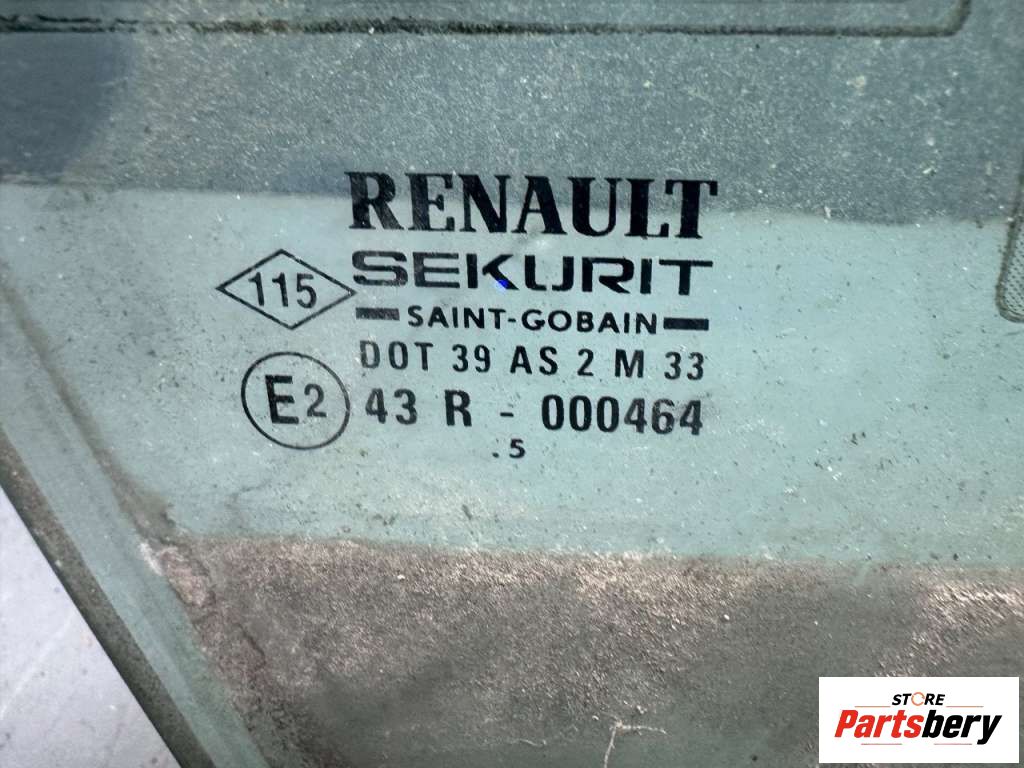 RENAULT
SEKURIT
115
SAINT-GOBAIN
DOT 39 AS 2 M 33
E2
43 R - 000464
.5
STORE
Partsbery